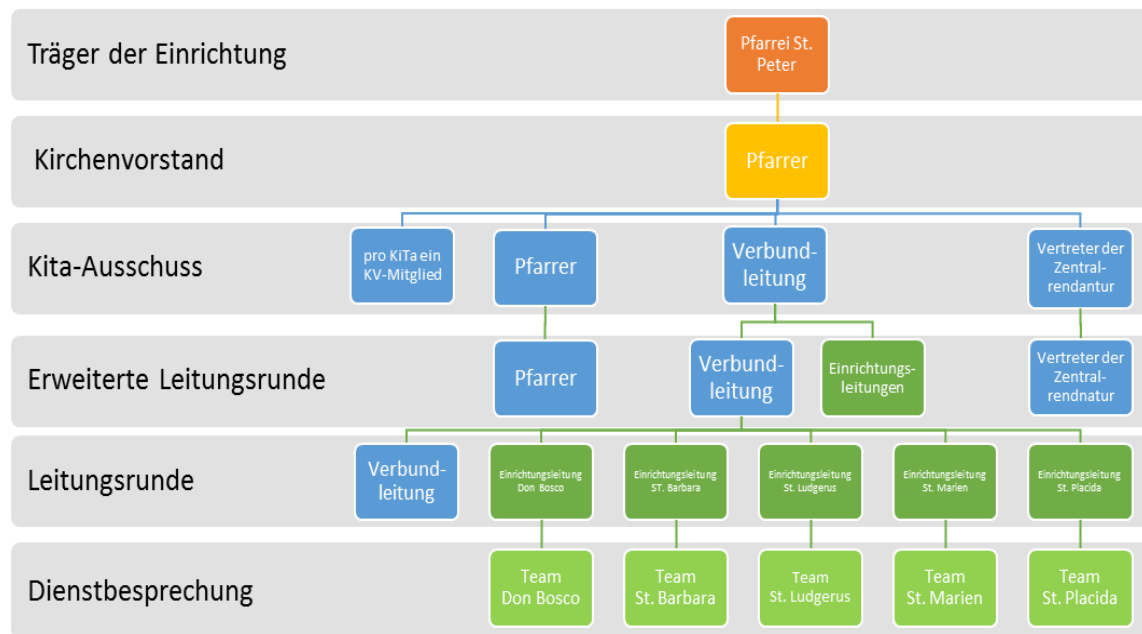 Träger der Einrichtung
Pfarrei St.
Peter
Kirchenvorstand
Pfarrer
Kita-Ausschuss
pro KiTa ein
KV-Mitglied
Pfarrer
Verbund-
leitung
Vertreter der
Zentral-
rendantur
Erweiterte Leitungsrunde
Pfarrer
Verbund-
leitung
Einrichtungs-
leitungen
Vertreter der
Zentral-
rendnatur
Leitungsrunde
Verbund-
leitung
Einrichtungsleitung
Don Bosco
Einrichtungsleitung
ST. Barbara
Einrichtungsleitung
St. Ludgerus
Einrichtungsleitung
St. Marien
Einrichtungsleitung
St. Placida
Dienstbesprechung
Team
Don Bosco
Team
St. Barbara
Team
St. Ludgerus
Team
St. Marien
Team
St. Placida